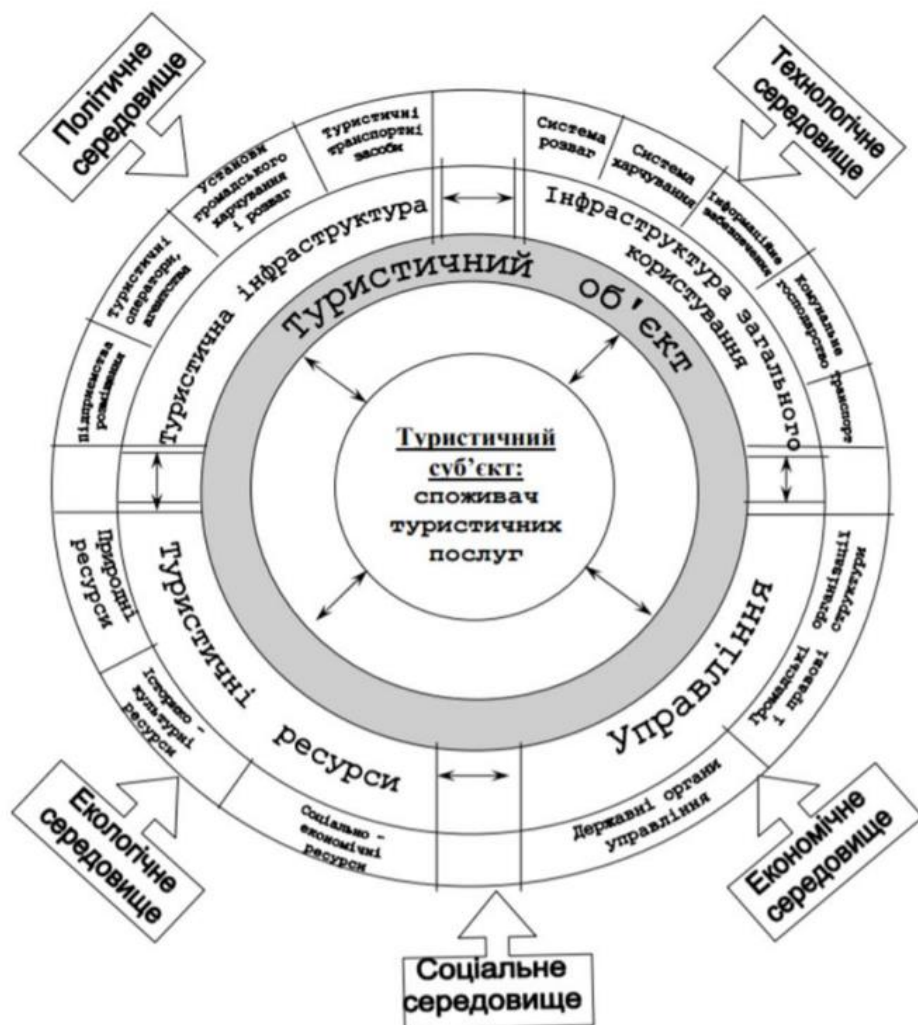 Політичне
середовище
Технологічне
середовище
Туристичні
транспортні
засоби
Установи
громадського
харчування
і розваг
Туристичні
оператори,
агентства
Підприємства
розміщення
Система
розваг
Система
харчування
Інформаційне
забезпечення
Комунальне
господарство
Транспорт
Туристична інфраструктура
Інфраструктура загального
користування
Туристичний об'єкт
Туристичний
суб’єкт:
споживач
туристичних
послуг
Природні
ресурси
Історико –
культурні
ресурси
Соціально –
економічні
ресурси
Туристичні ресурси
Управління
Громадські організації
і правові структури
Державні органи
управління
Екологічне
середовище
Соціальне
середовище
Економічне
середовище